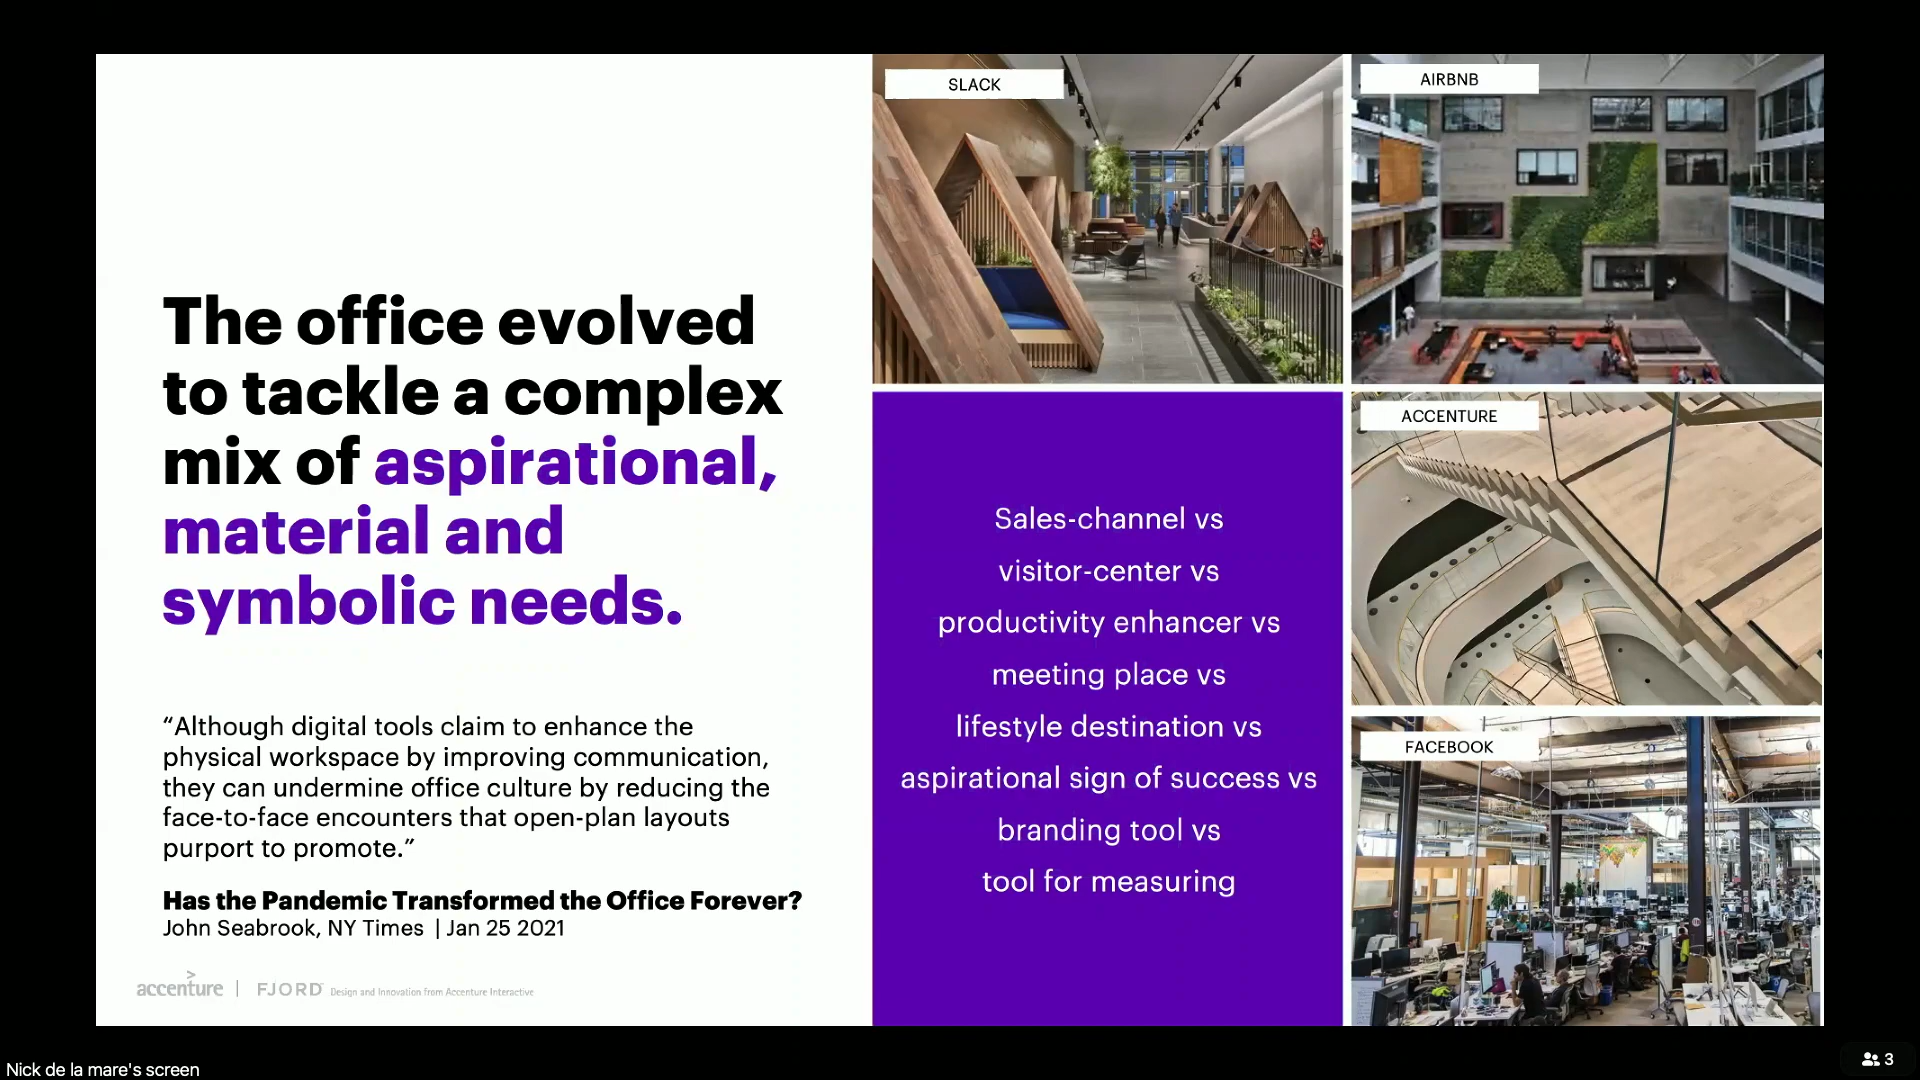 The office evolved
to tackle a complex
mix of aspirational,
material and
symbolic needs.
“Although digital tools claim to enhance the
physical workspace by improving communication,
they can undermine office culture by reducing the
face-to-face encounters that open-plan layouts
purport to promote.”
Has the Pandemic Transformed the Office Forever?
John Seabrook, NY Times | Jan 25 2021
accenture | FJORD Design and Innovation from Accenture Interactive
SLACK
Sales-channel vs
visitor-center vs
productivity enhancer vs
meeting place vs
lifestyle destination vs
aspirational sign of success vs
branding tool vs
tool for measuring
AIRBNB
ACCENTURE
FACEBOOK
Nick de la mare's screen
3